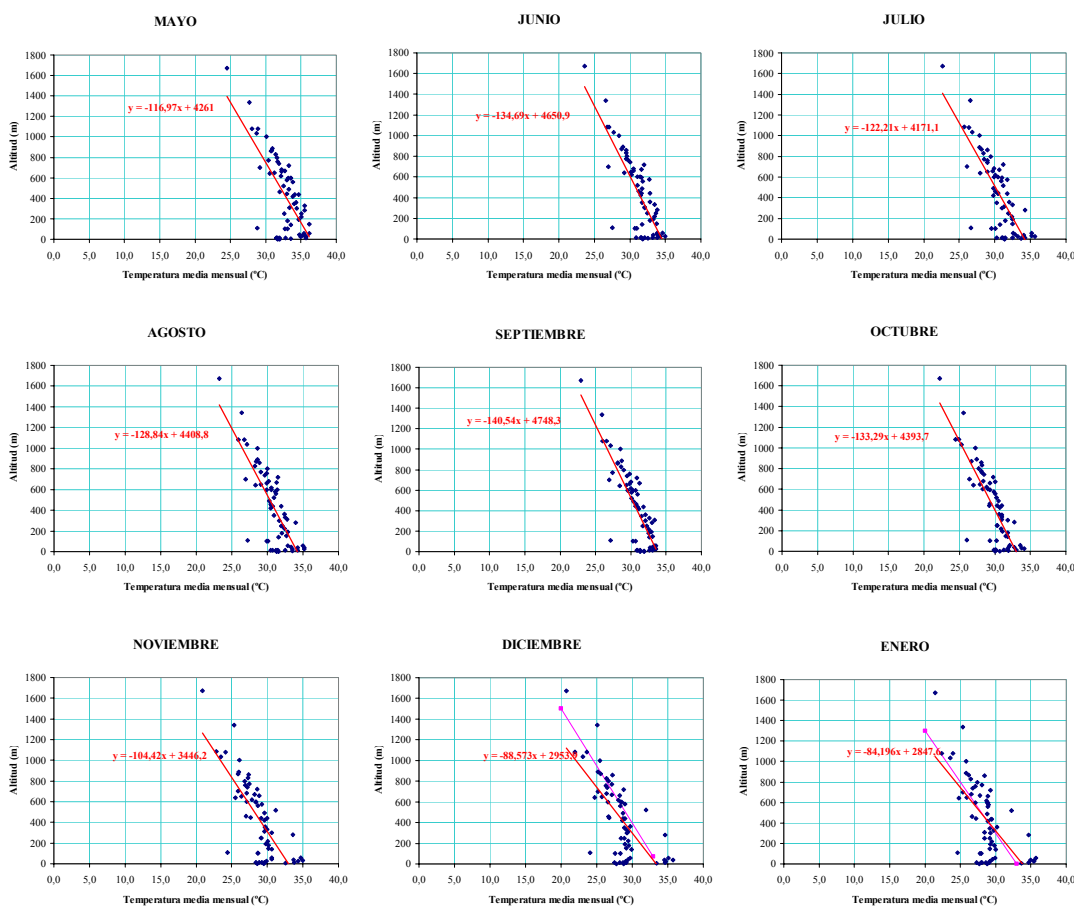 MAYO
Altitud (m)
1800
1600
1400
1200
1000
800
600
400
200
0
y = -116,97x + 4261
0,0 5,0 10,0 15,0 20,0 25,0 30,0 35,0 40,0
Temperatura media mensual (ºC)
JUNIO
Altitud (m)
1800
1600
1400
1200
1000
800
600
400
200
0
y = -134,69x + 4650,9
0,0 5,0 10,0 15,0 20,0 25,0 30,0 35,0 40,0
Temperatura media mensual (ºC)
JULIO
Altitud (m)
1800
1600
1400
1200
1000
800
600
400
200
0
y = -122,21x + 4171,1
0,0 5,0 10,0 15,0 20,0 25,0 30,0 35,0 40,0
Temperatura media mensual (ºC)
AGOSTO
Altitud (m)
1800
1600
1400
1200
1000
800
600
400
200
0
y = -128,84x + 4408,8
0,0 5,0 10,0 15,0 20,0 25,0 30,0 35,0 40,0
Temperatura media mensual (ºC)
SEPTIEMBRE
Altitud (m)
1800
1600
1400
1200
1000
800
600
400
200
0
y = -140,54x + 4748,3
0,0 5,0 10,0 15,0 20,0 25,0 30,0 35,0 40,0
Temperatura media mensual (ºC)
OCTUBRE
Altitud (m)
1800
1600
1400
1200
1000
800
600
400
200
0
y = -133,29x + 4393,7
0,0 5,0 10,0 15,0 20,0 25,0 30,0 35,0 40,0
Temperatura media mensual (ºC)
NOVIEMBRE
Altitud (m)
1800
1600
1400
1200
1000
800
600
400
200
0
y = -104,42x + 3446,2
0,0 5,0 10,0 15,0 20,0 25,0 30,0 35,0 40,0
Temperatura media mensual (ºC)
DICIEMBRE
Altitud (m)
1800
1600
1400
1200
1000
800
600
400
200
0
y = -88,573x +
0,0 5,0 10,0 15,0 20,0 25,0 30,0 35,0 40,0
Temperatura media mensual (ºC)
ENERO
Altitud (m)
1800
1600
1400
1200
1000
800
600
400
200
0
y = -84,196x +
0,0 5,0 10,0 15,0 20,0 25,0 30,0 35,0 40,0
Temperatura media mensual (ºC)